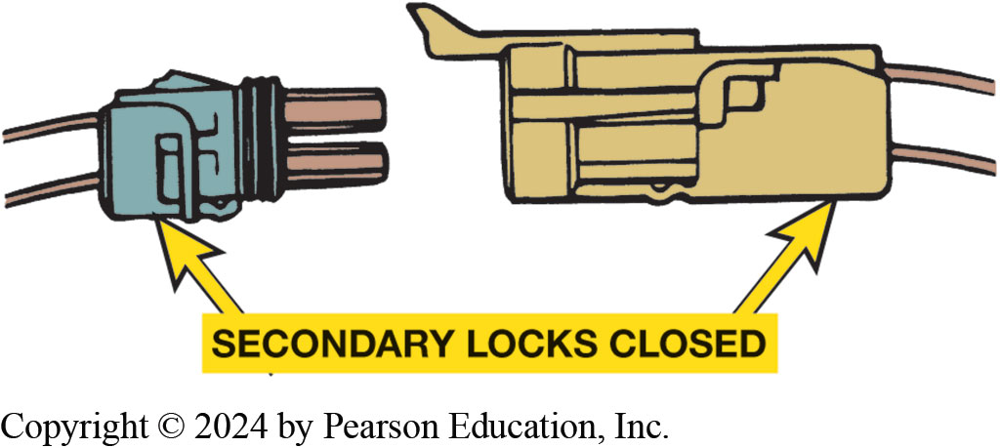 SECONDARY LOCKS CLOSED
Copyright © 2024 by Pearson Education, Inc.